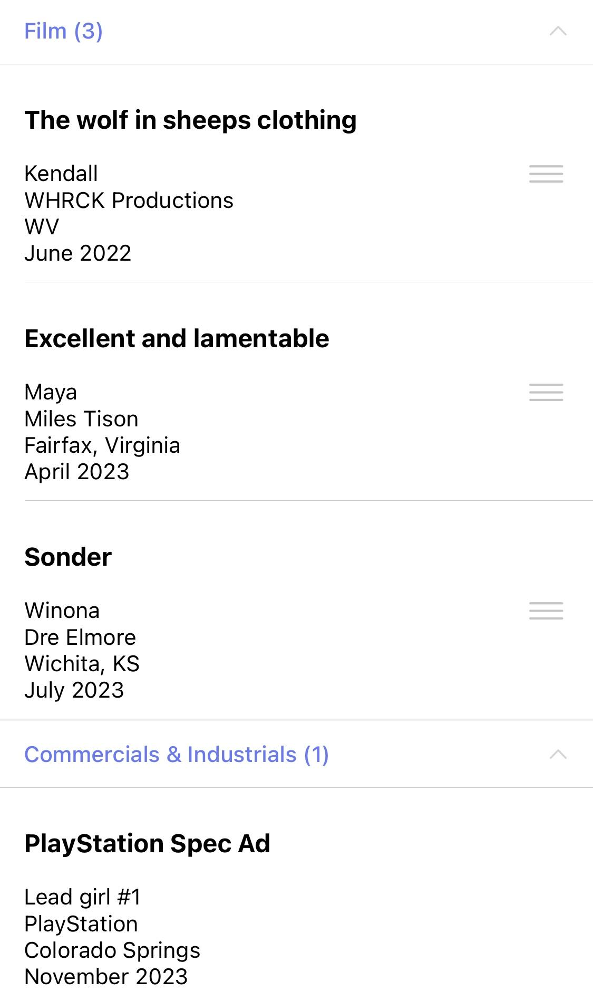 Film (3)
The wolf in sheeps clothing
Kendall
WHRCK Productions
WV
June 2022
Excellent and lamentable
Maya
Miles Tison
Fairfax, Virginia
April 2023
Sonder
Winona
Dre Elmore
Wichita, KS
July 2023
Commercials & Industrials (1)
PlayStation Spec Ad
Lead girl #1
PlayStation
Colorado Springs
November 2023